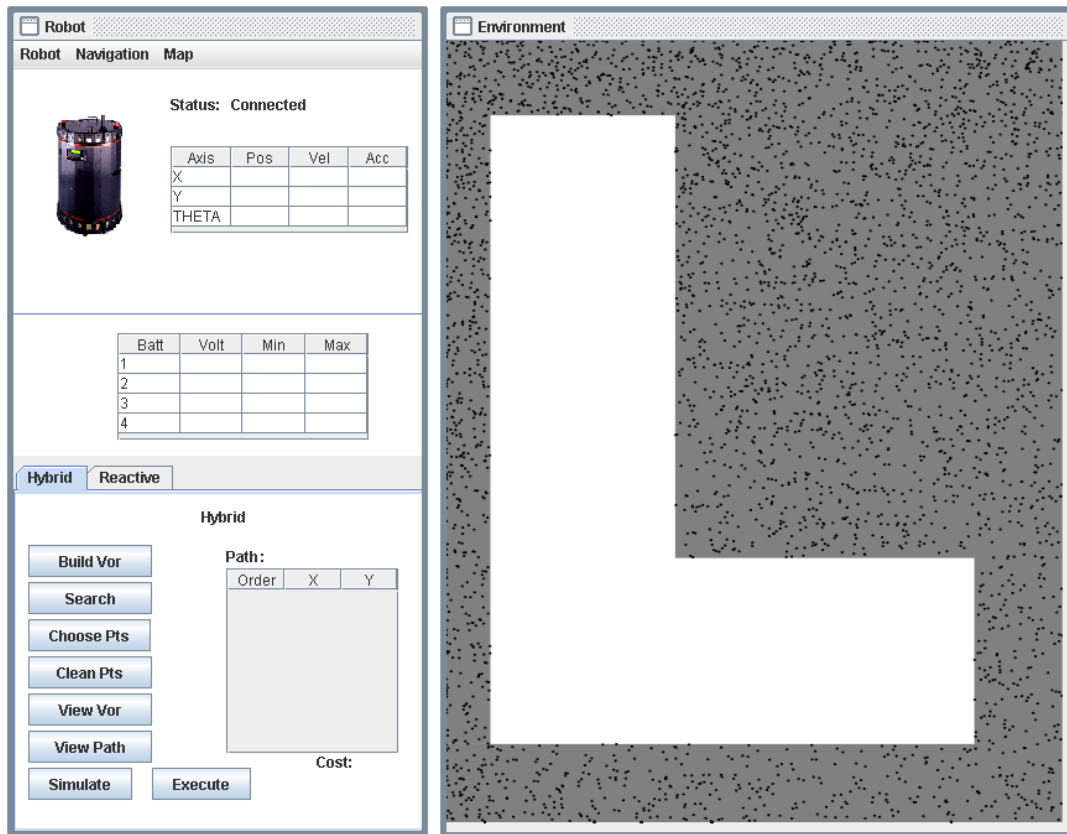 Robot
Robot Navigation Map
Status: Connected
Axis Pos Vel Acc
X
Y
THETA
Batt Volt Min Max
1
2
3
4
Hybrid Reactive
Hybrid
Build Vor
Search
Choose Pts
Clean Pts
View Vor
View Path
Simulate Execute
Path:
Order X Y
Cost:
Environment